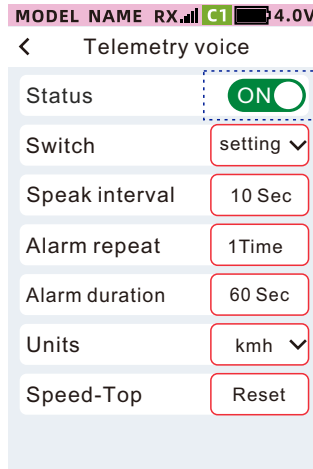 MODEL NAME RX C1 4.0V
Telemetry voice
Status ON
Switch setting
Speak interval 10 Sec
Alarm repeat 1Time
Alarm duration 60 Sec
Units kmh
Speed-Top Reset